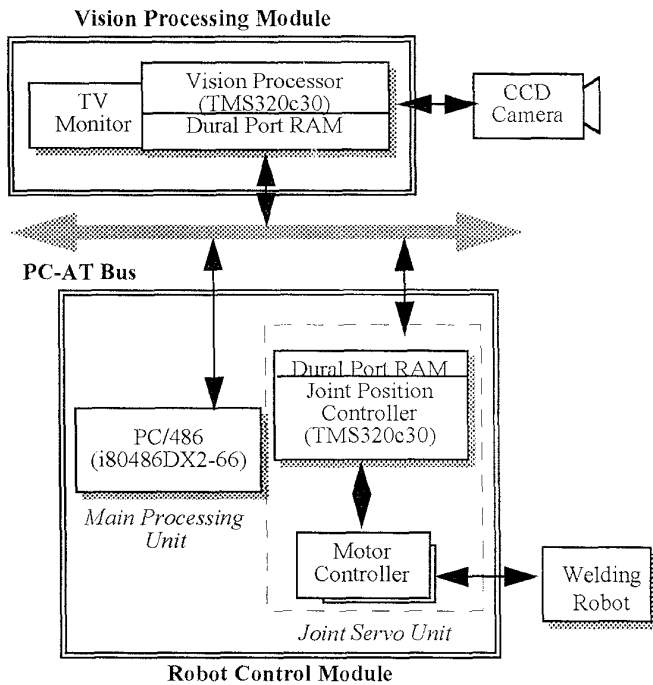 Vision Processing Module
TV
Monitor
Vision Processor
(TMS320c30)
Dural Port RAM
CCD
Camera
PC-AT Bus
Dural Port RAM
Joint Position
Controller
(TMS320c30)
PC/486
(i80486DX2-66)
Main Processing
Unit
Motor
Controller
Welding
Robot
Joint Servo Unit
Robot Control Module